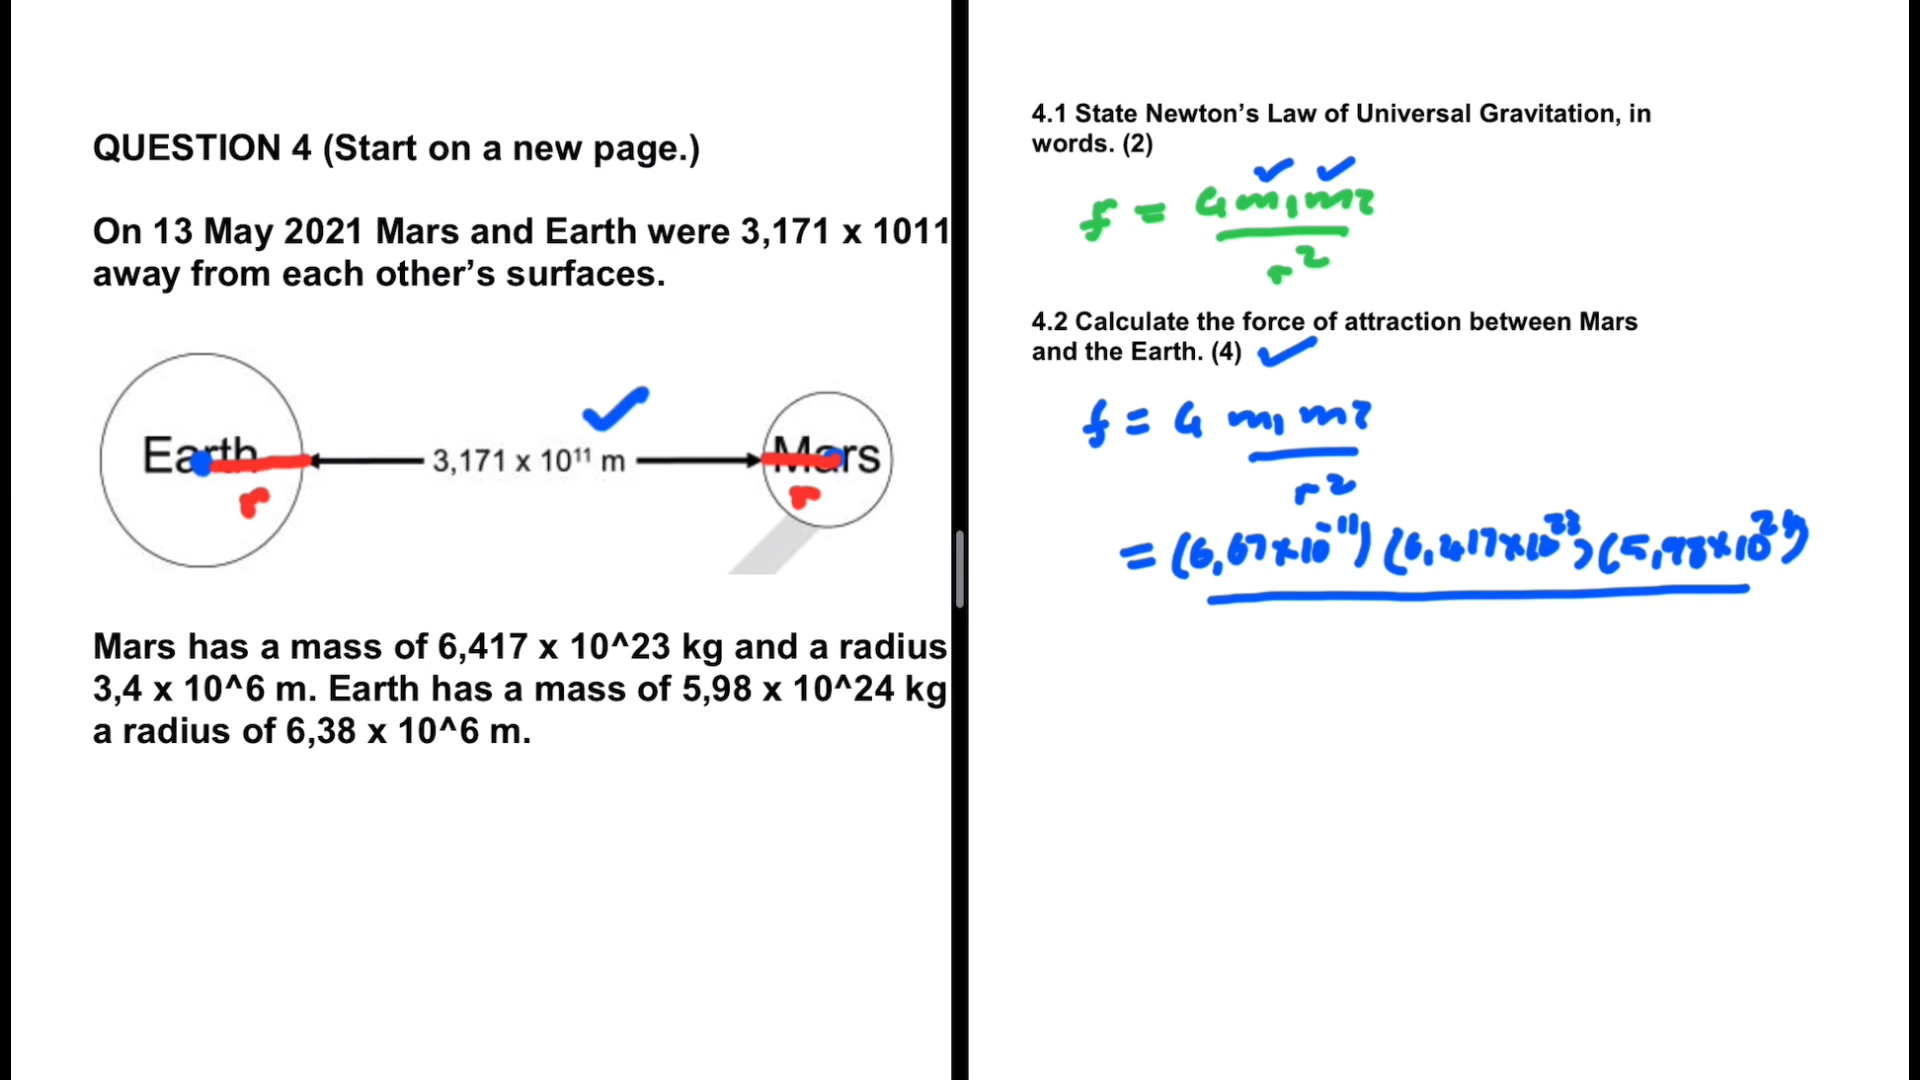 QUESTION 4 (Start on a new page.)
On 13 May 2021 Mars and Earth were 3,171 x 1011
away from each other's surfaces.
Earth
3,171 x 10¹¹ m
Mars
r
r
Mars has a mass of 6,417 x 10^23 kg and a radius
3,4 x 10^6 m. Earth has a mass of 5,98 x 10^24 kg
a radius of 6,38 x 10^6 m.
4.1 State Newton's Law of Universal Gravitation, in
words. (2)
f = G m₁ m₂
r²
4.2 Calculate the force of attraction between Mars
and the Earth. (4)
f = G m₁ m₂
r²
= (6,67×10⁻¹¹) (6,417×10²³) (5,98×10²⁴)